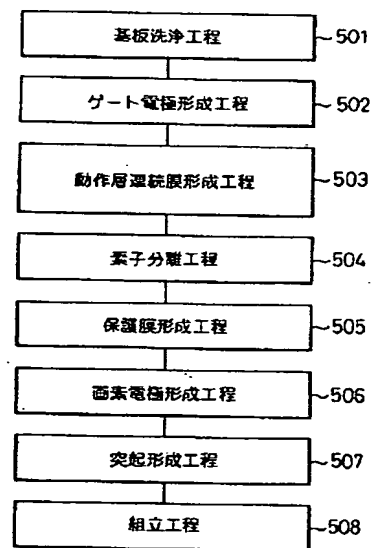 基板洗浄工程 501
ゲート電極形成工程 502
動作層連続膜形成工程 503
素子分離工程 504
保護膜形成工程 505
画素電極形成工程 506
突起形成工程 507
組立工程 508